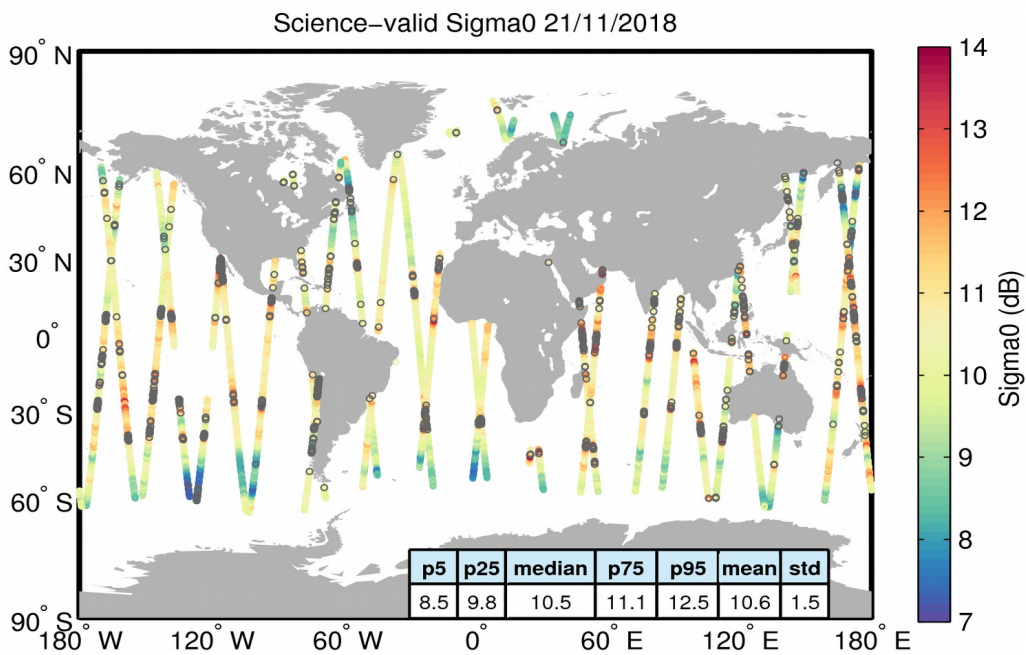 Science−valid Sigma0 21/11/2018
90° N
60° N
30° N
0°
30° S
60° S
90° S
180° W
120° W
60° W
0°
60° E
120° E
180° E
p5 p25 median p75 p95 mean std
8.5 9.8 10.5 11.1 12.5 10.6 1.5
14
13
12
11
10
9
8
7
Sigma0 (dB)